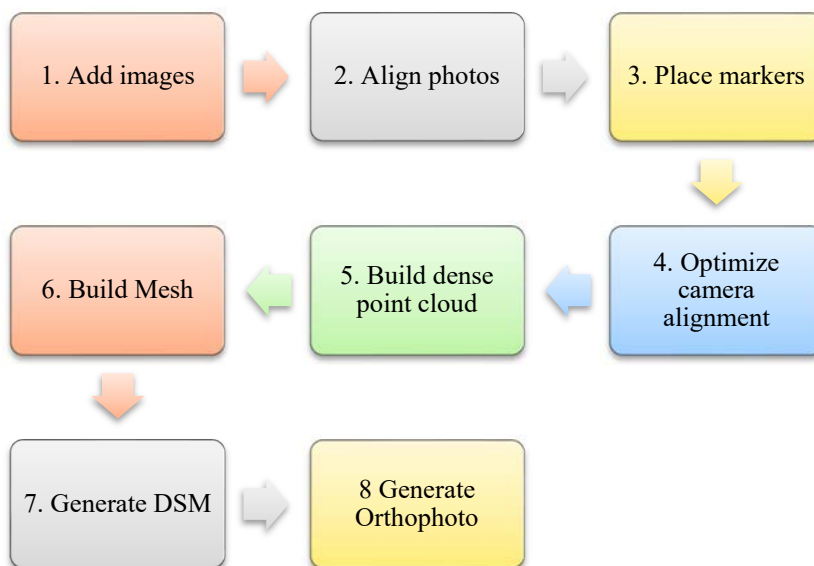 1. Add images
2. Align photos
3. Place markers
4. Optimize
camera
alignment
5. Build dense
point cloud
6. Build Mesh
7. Generate DSM
8 Generate
Orthophoto